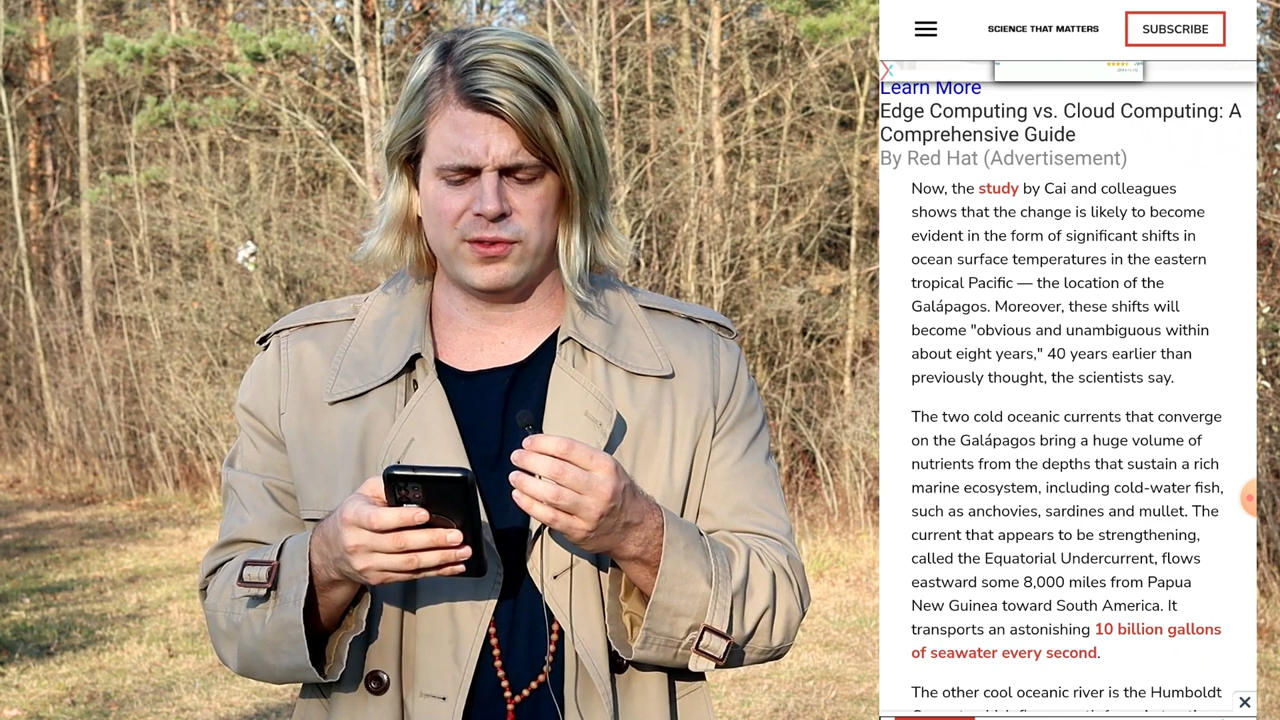 SCIENCE THAT MATTERS
SUBSCRIBE
Learn More
Edge Computing vs. Cloud Computing: A
Comprehensive Guide
By Red Hat (Advertisement)
Now, the study by Cai and colleagues
shows that the change is likely to become
evident in the form of significant shifts in
ocean surface temperatures in the eastern
tropical Pacific — the location of the
Galápagos. Moreover, these shifts will
become "obvious and unambiguous within
about eight years," 40 years earlier than
previously thought, the scientists say.
The two cold oceanic currents that converge
on the Galápagos bring a huge volume of
nutrients from the depths that sustain a rich
marine ecosystem, including cold-water fish,
such as anchovies, sardines and mullet. The
current that appears to be strengthening,
called the Equatorial Undercurrent, flows
eastward some 8,000 miles from Papua
New Guinea toward South America. It
transports an astonishing 10 billion gallons
of seawater every second.
The other cool oceanic river is the Humboldt